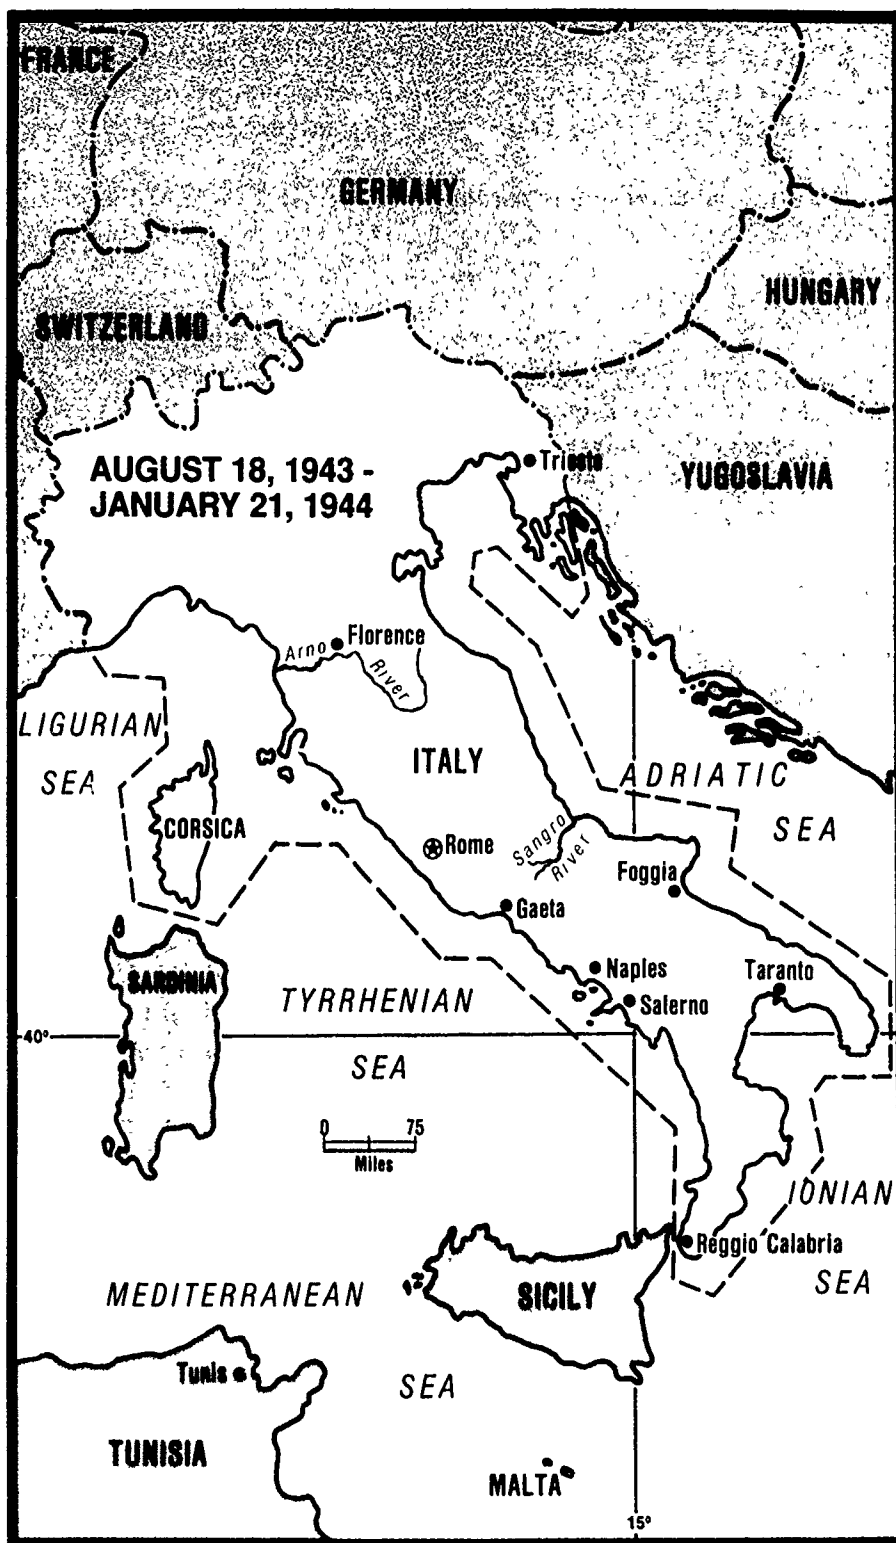 FRANCE
GERMANY
HUNGARY
SWITZERLAND
AUGUST 18, 1943 -
JANUARY 21, 1944
Trieste
YUGOSLAVIA
Arno
River
Florence
LIGURIAN
SEA
ITALY
ADRIATIC
SEA
CORSICA
Rome
Sangro
River
Foggia
Gaeta
Naples
Taranto
SARDINIA
TYRRHENIAN
SEA
Salerno
40°
0 75
Miles
IONIAN
SEA
Reggio Calabria
MEDITERRANEAN
SEA
SICILY
Tunis
TUNISIA
MALTA
15°